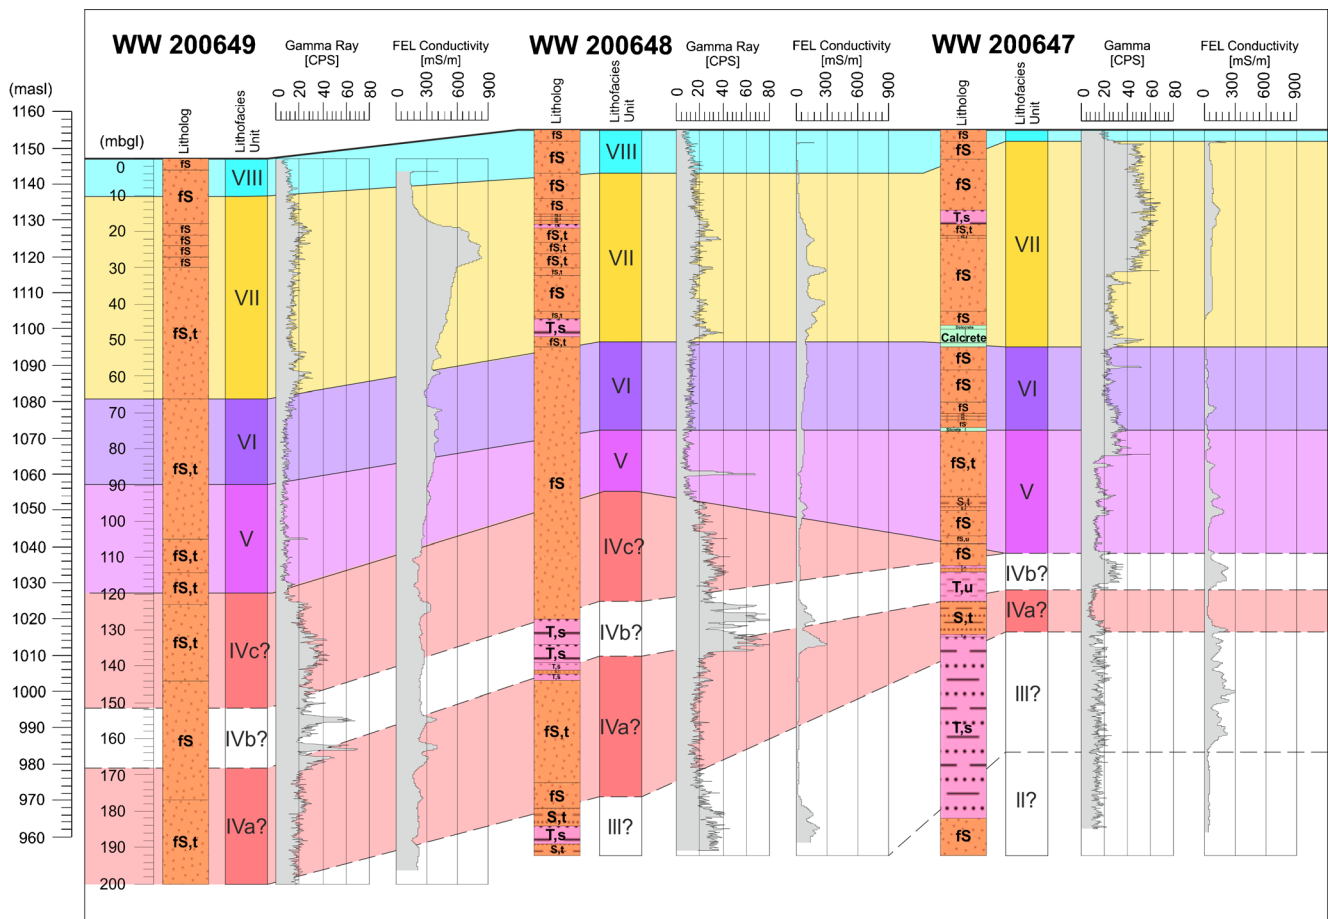 WW 200649
Gamma Ray
[CPS]
FEL Conductivity
[mS/m]
WW 200648
Gamma Ray
[CPS]
FEL Conductivity
[mS/m]
WW 200647
Gamma
[CPS]
FEL Conductivity
[mS/m]
(masl)
1160
1150
1140
1130
1120
1110
1100
1090
1080
1070
1060
1050
1040
1030
1020
1010
1000
990
980
970
960
(mbgl)
0
10
20
30
40
50
60
70
80
90
100
110
120
130
140
150
160
170
180
190
200
Litholog
Lithofacies
Unit
0 20 40 60 80
0 300 600 900
fS
fS
fS
fS
fS
fS
fS,t
fS,t
fS,t
fS,t
fS,t
fS
fS,t
VIII
VII
VI
V
IVc?
IVb?
IVa?
Litholog
Lithofacies
Unit
0 20 40 60 80
0 300 600 900
fS
fS
fS
fS
fS,t
fS,t
fS,t
fS,t
fS
fS,t
T,s
fS,t
fS
T,s
T,s
T,s
T,s
fS,t
fS
S,t
T,s
S,t
VIII
VII
VI
V
IVc?
IVb?
IVa?
III?
Litholog
Lithofacies
Unit
0 20 40 60 80
0 300 600 900
fS
fS
fS
T,s
fS,t
fS
fS
Calcrete
fS
fS
fS
fS
fS,t
S,t
fS
fS,u
fS
T,u
S,t
T,s
fS
VII
VI
V
IVb?
IVa?
III?
II?